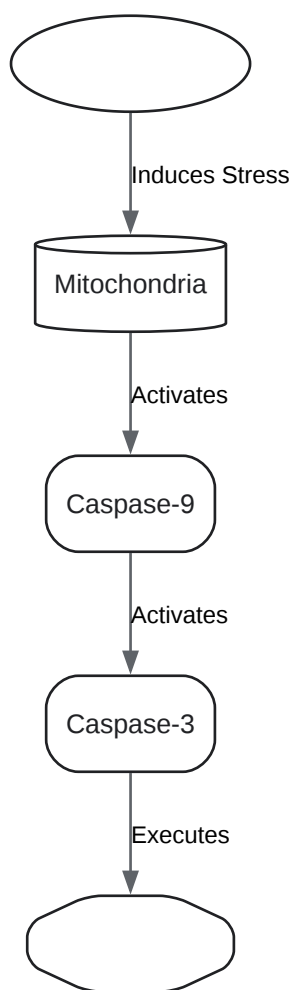 Induces Stress
Mitochondria
Activates
Caspase-9
Activates
Caspase-3
Executes